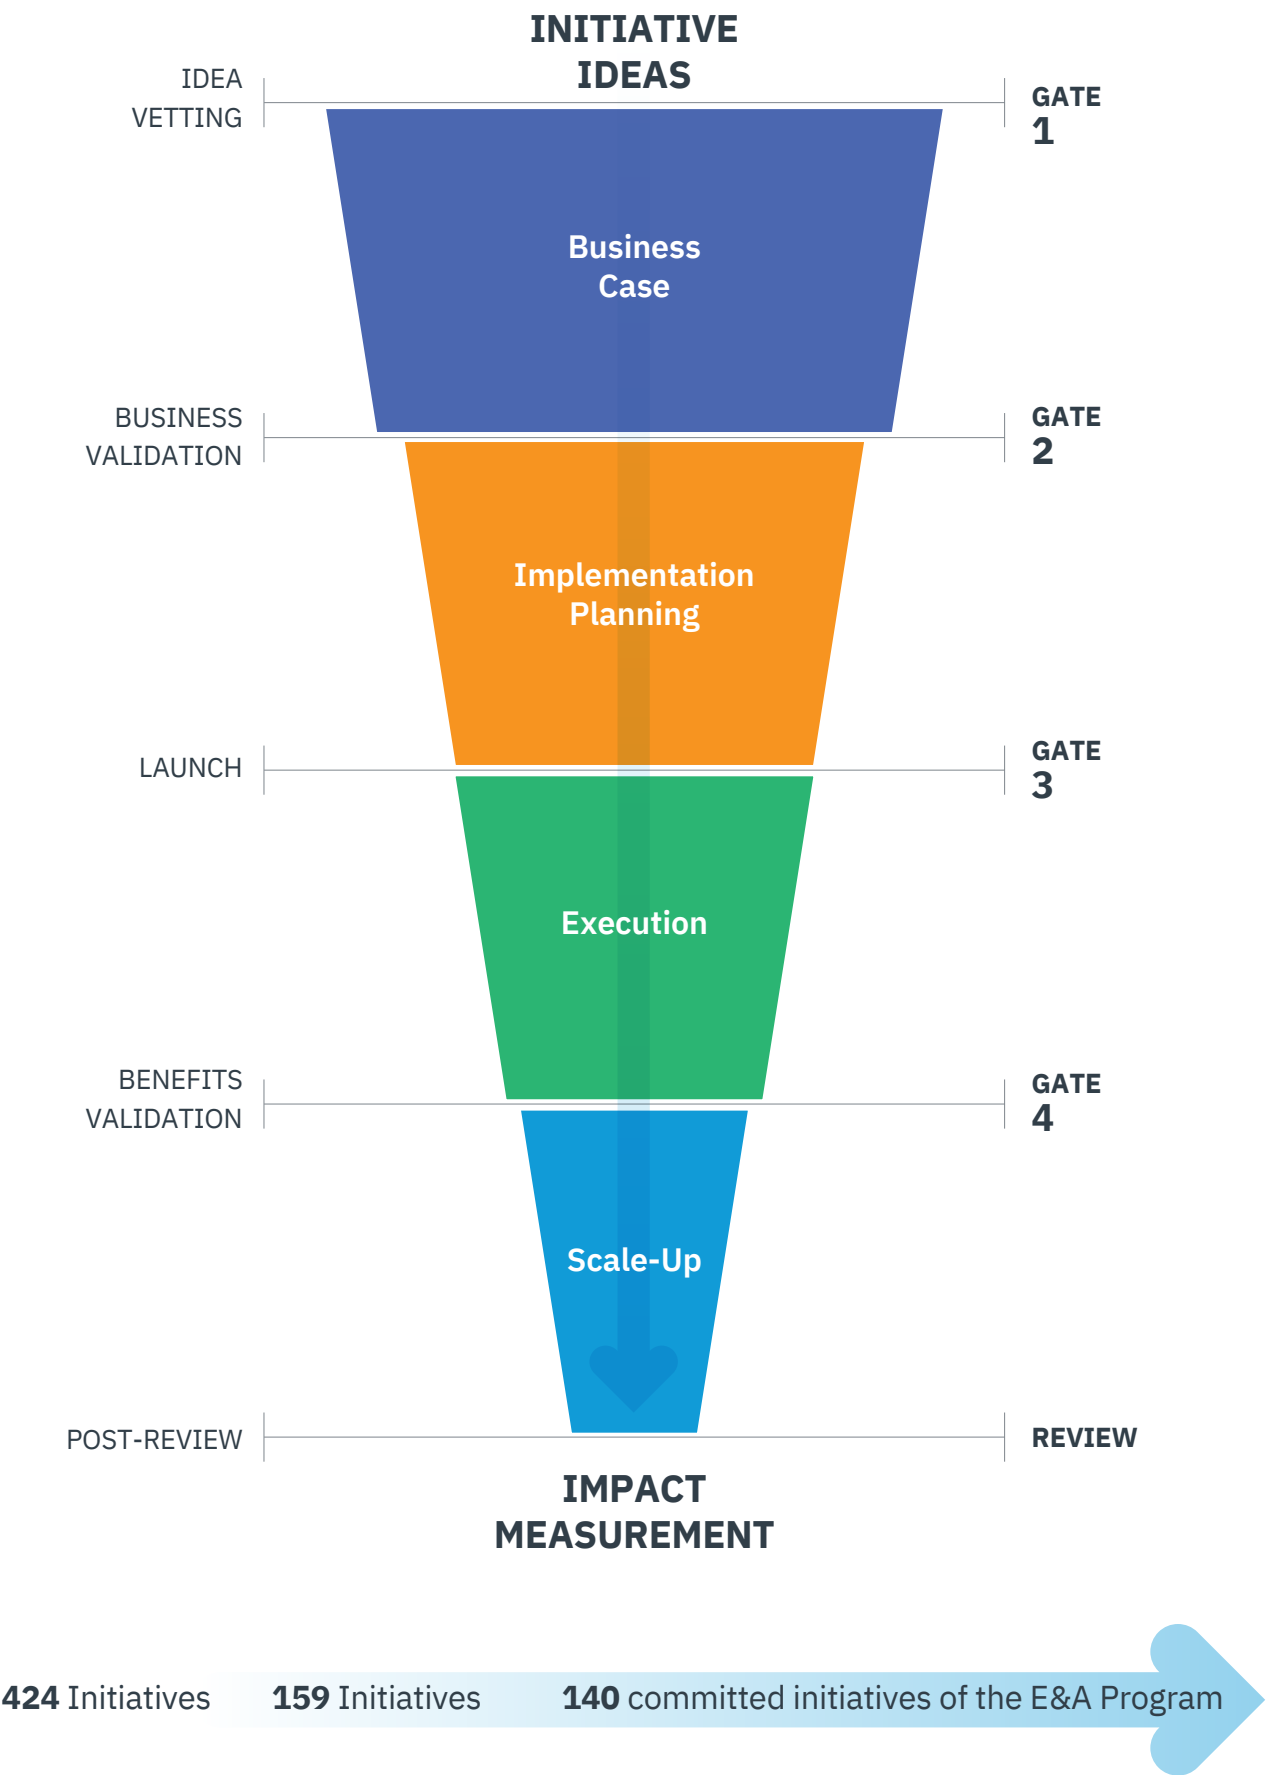 INITIATIVE
IDEAS
IDEA
VETTING
GATE
1
Business
Case
BUSINESS
VALIDATION
GATE
2
Implementation
Planning
LAUNCH
GATE
3
Execution
BENEFITS
VALIDATION
GATE
4
Scale-Up
POST-REVIEW
REVIEW
IMPACT
MEASUREMENT
424 Initiatives 159 Initiatives 140 committed initiatives of the E&A Program